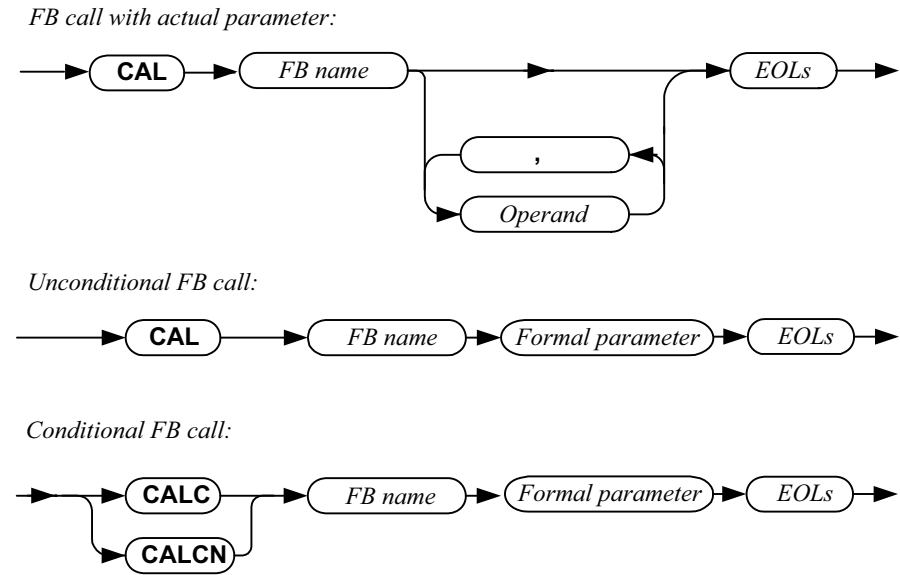 FB call with actual parameter:
CAL FB name EOLs
,
Operand
Unconditional FB call:
CAL FB name Formal parameter EOLs
Conditional FB call:
CALC FB name Formal parameter EOLs
CALCN